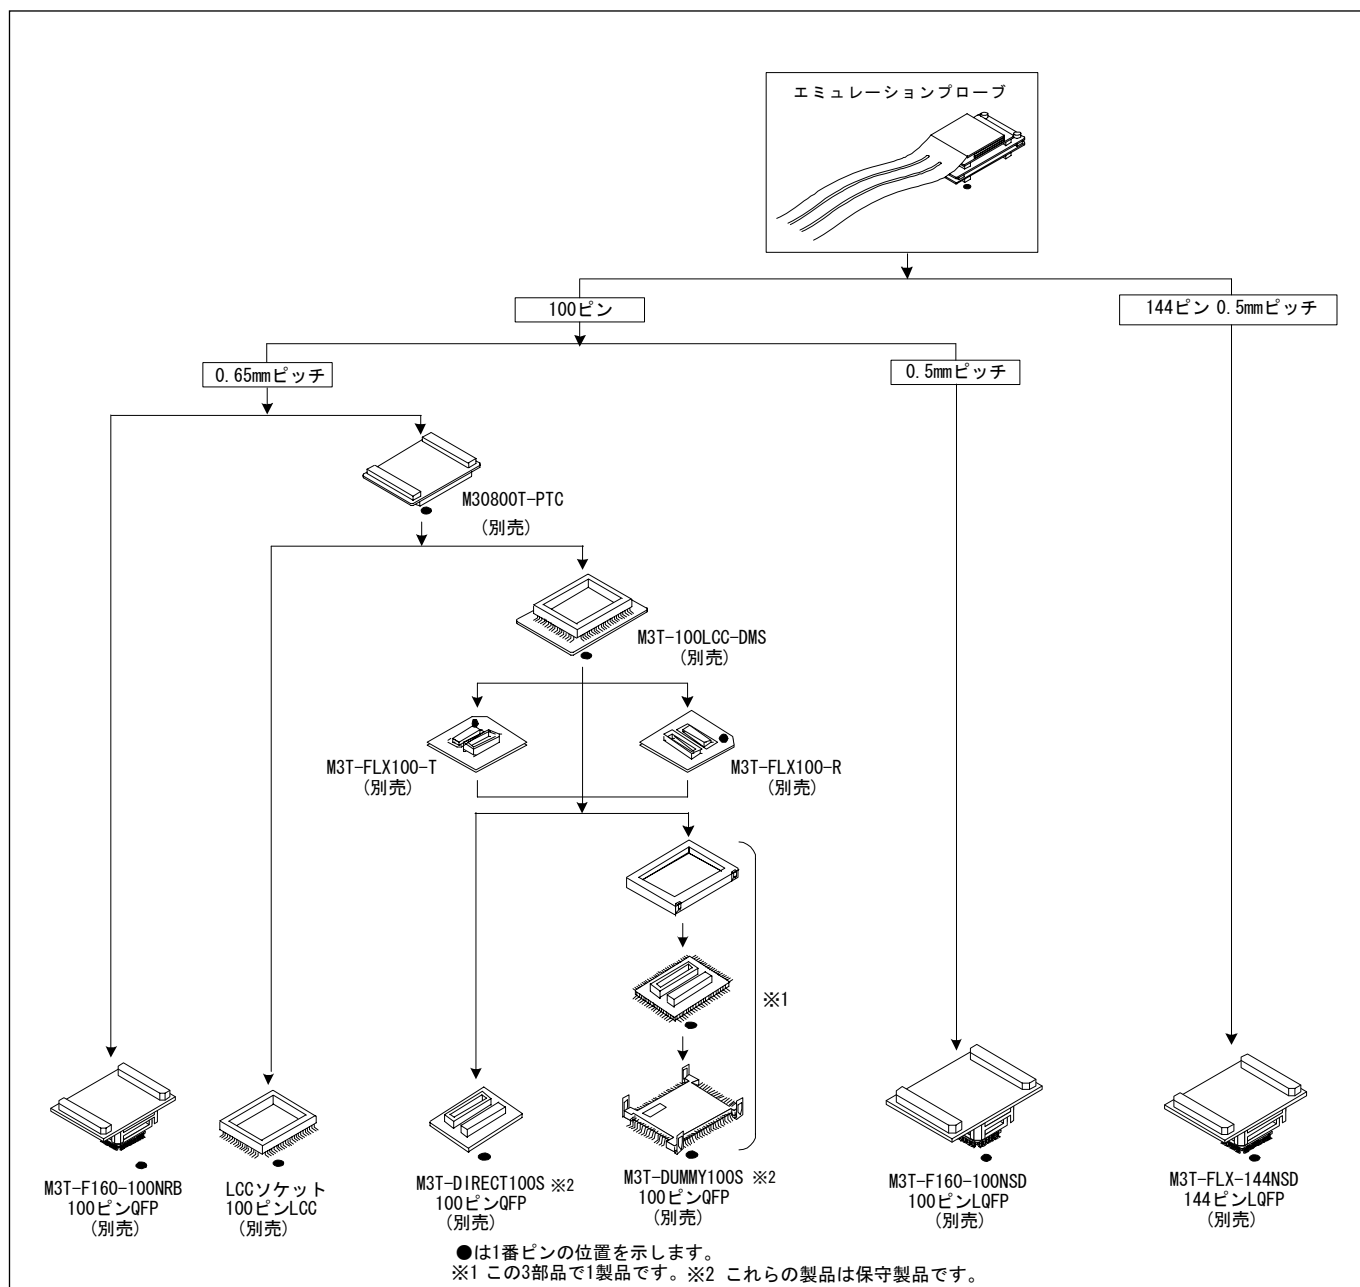 エミュレーションプローブ
100ピン
144ピン 0.5mmピッチ
0.65mmピッチ
0.5mmピッチ
M30800T-PTC
(別売)
M3T-100LCC-DMS
(別売)
M3T-FLX100-T
(別売)
M3T-FLX100-R
(別売)
※1
M3T-F160-100NRB
100ピンQFP
(別売)
LCCソケット
100ピンLCC
(別売)
M3T-DIRECT100S ※2
100ピンQFP
(別売)
M3T-DUMMY100S ※2
100ピンQFP
(別売)
M3T-F160-100NSD
100ピンLQFP
(別売)
M3T-FLX-144NSD
144ピンLQFP
(別売)
●は1番ピンの位置を示します。
※1 この3部品で1製品です。※2 これらの製品は保守製品です。